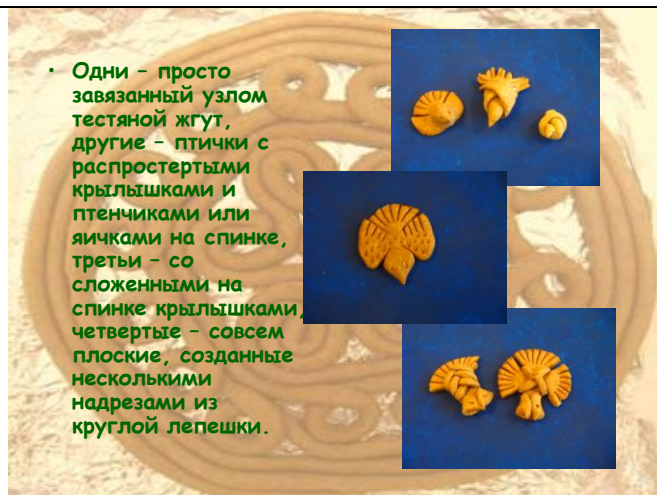 • Одни – просто
завязанный узлом
тестяной жгут,
другие – птички с
распростертыми
крылышками и
птенчиками или
яичками на спинке,
третьи – со
сложенными на
спинке крылышками,
четвертые – совсем
плоские, созданные
несколькими
надрезами из
круглой лепешки.